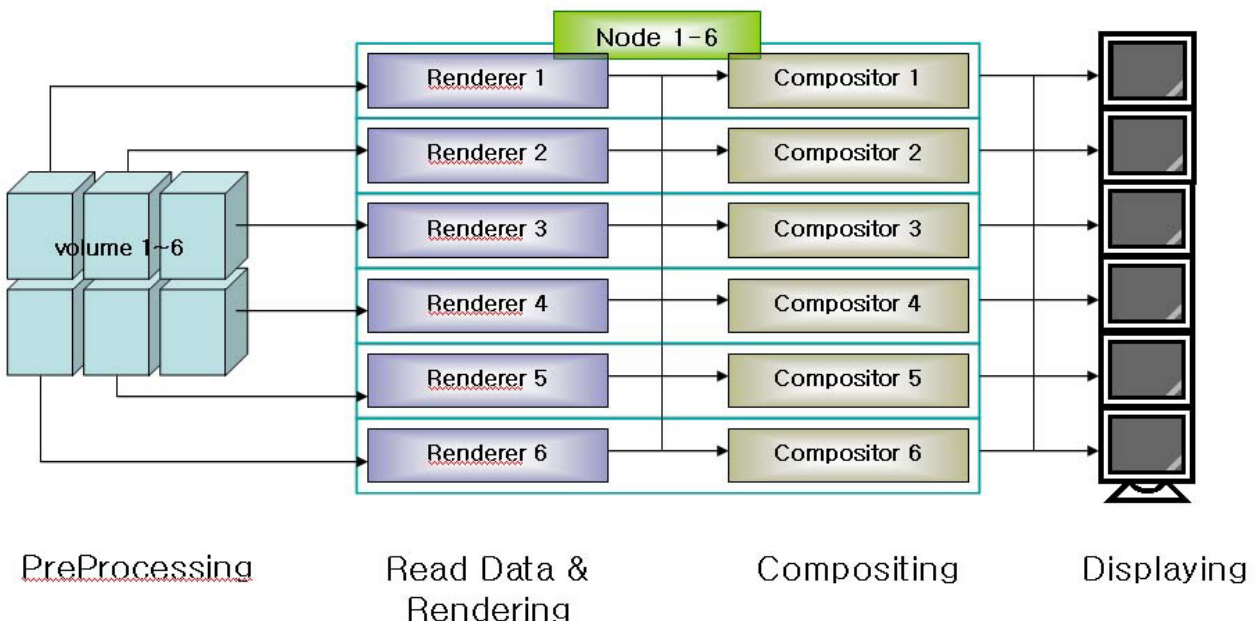 Node 1-6
Renderer 1
Compositor 1
Renderer 2
Compositor 2
Renderer 3
Compositor 3
volume 1~6
Renderer 4
Compositor 4
Renderer 5
Compositor 5
Renderer 6
Compositor 6
PreProcessing
Read Data &
Rendering
Compositing
Displaying